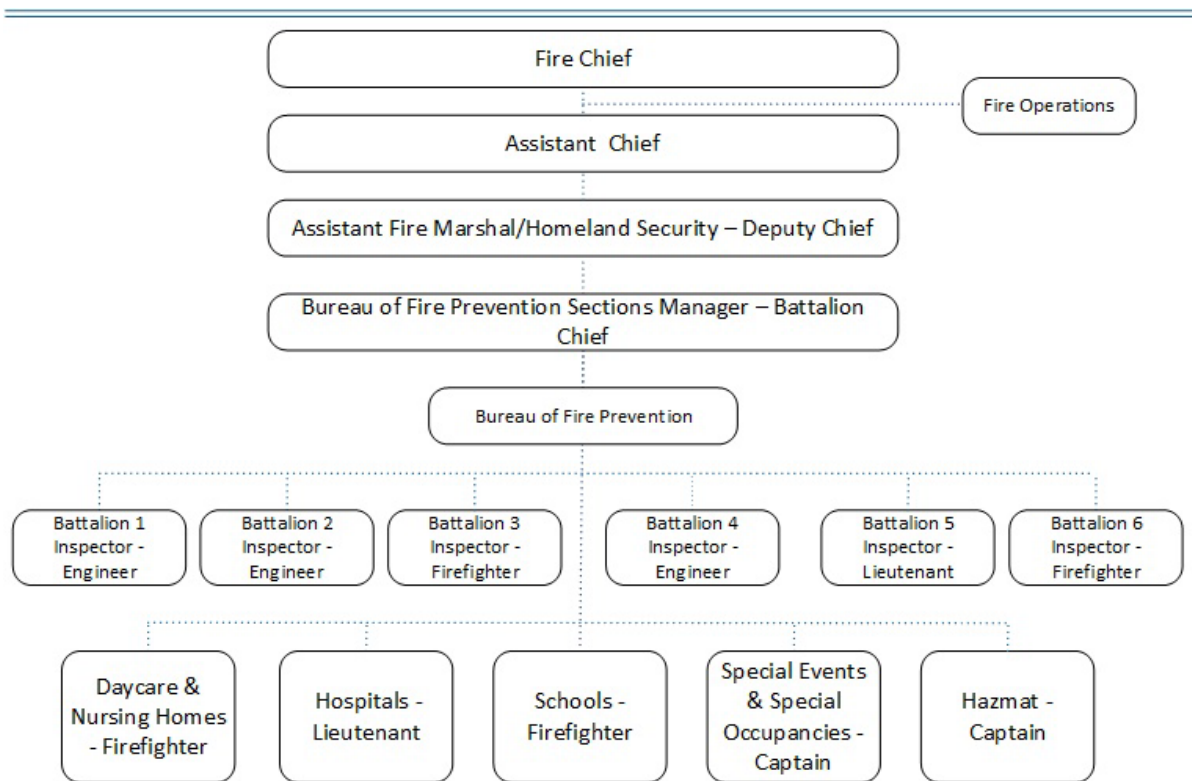 Fire Chief
Fire Operations
Assistant Chief
Assistant Fire Marshal/Homeland Security – Deputy Chief
Bureau of Fire Prevention Sections Manager – Battalion
Chief
Bureau of Fire Prevention
Battalion 1
Inspector -
Engineer
Battalion 2
Inspector -
Engineer
Battalion 3
Inspector -
Firefighter
Battalion 4
Inspector -
Engineer
Battalion 5
Inspector -
Lieutenant
Battalion 6
Inspector -
Firefighter
Daycare &
Nursing Homes
- Firefighter
Hospitals -
Lieutenant
Schools -
Firefighter
Special Events
& Special
Occupancies -
Captain
Hazmat -
Captain